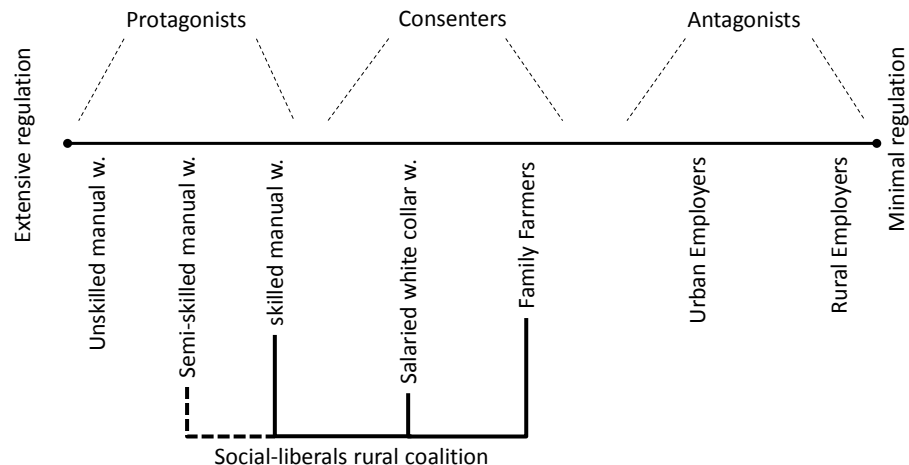 Protagonists
Consenters
Antagonists
Extensive regulation
Minimal regulation
Unskilled manual w.
Semi-skilled manual w.
skilled manual w.
Salaried white collar w.
Family Farmers
Urban Employers
Rural Employers
Social-liberals rural coalition